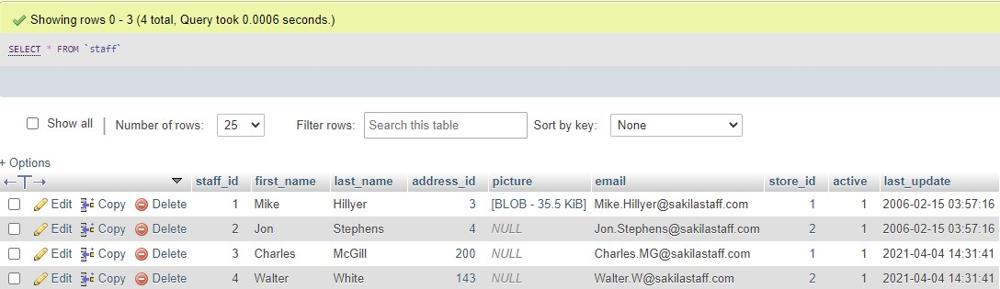 Showing rows 0 - 3 (4 total, Query took 0.0006 seconds.)
SELECT * FROM `staff`
Show all Number of rows: 25 Filter rows: Search this table Sort by key: None
+ Options
←T→ staff_id first_name last_name address_id picture email store_id active last_update
Edit Copy Delete 1 Mike Hillyer 3 [BLOB - 35.5 KiB] Mike.Hillyer@sakilastaff.com 1 1 2006-02-15 03:57:16
Edit Copy Delete 2 Jon Stephens 4 NULL Jon.Stephens@sakilastaff.com 2 1 2006-02-15 03:57:16
Edit Copy Delete 3 Charles McGill 200 NULL Charles.MG@sakilastaff.com 1 1 2021-04-04 14:31:41
Edit Copy Delete 4 Walter White 143 NULL Walter.W@sakilastaff.com 2 1 2021-04-04 14:31:41